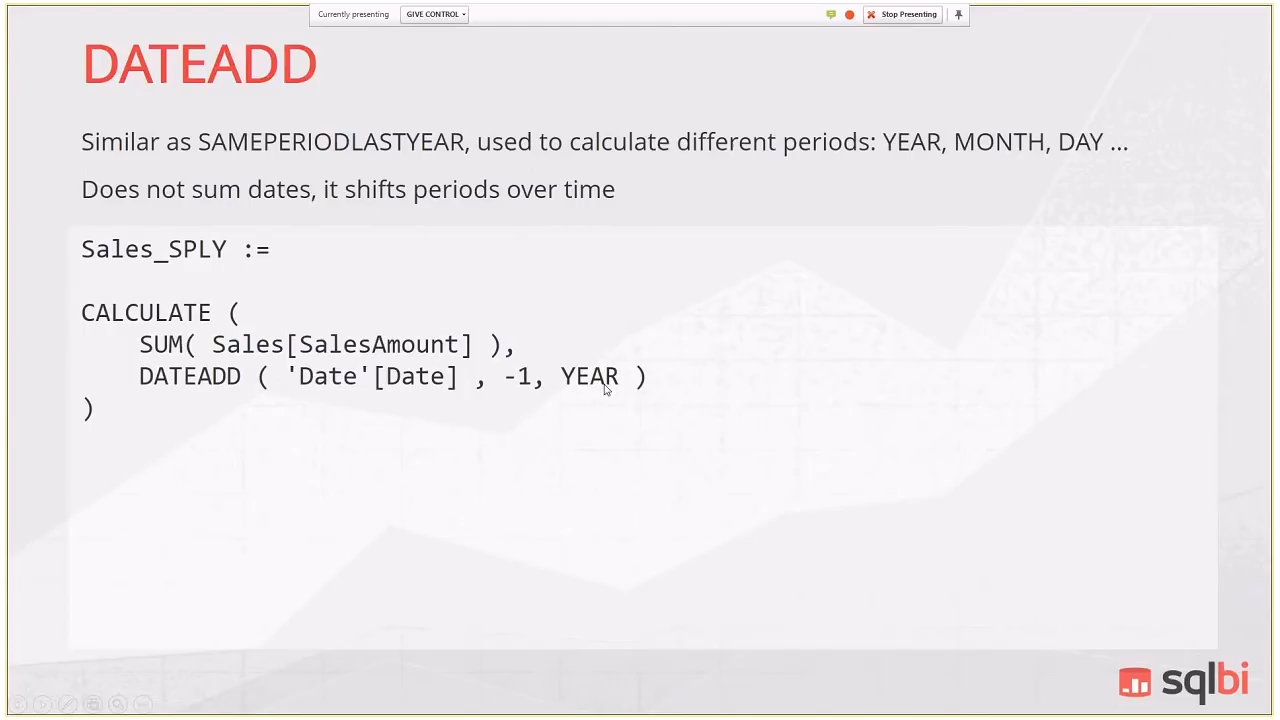 Currently presenting
GIVE CONTROL
Stop Presenting
DATEADD
Similar as SAMEPERIODLASTYEAR, used to calculate different periods: YEAR, MONTH, DAY ...
Does not sum dates, it shifts periods over time
Sales_SPLY :=
CALCULATE (
SUM( Sales[SalesAmount] ),
DATEADD ( 'Date'[Date] , -1, YEAR )
)
sqlbi